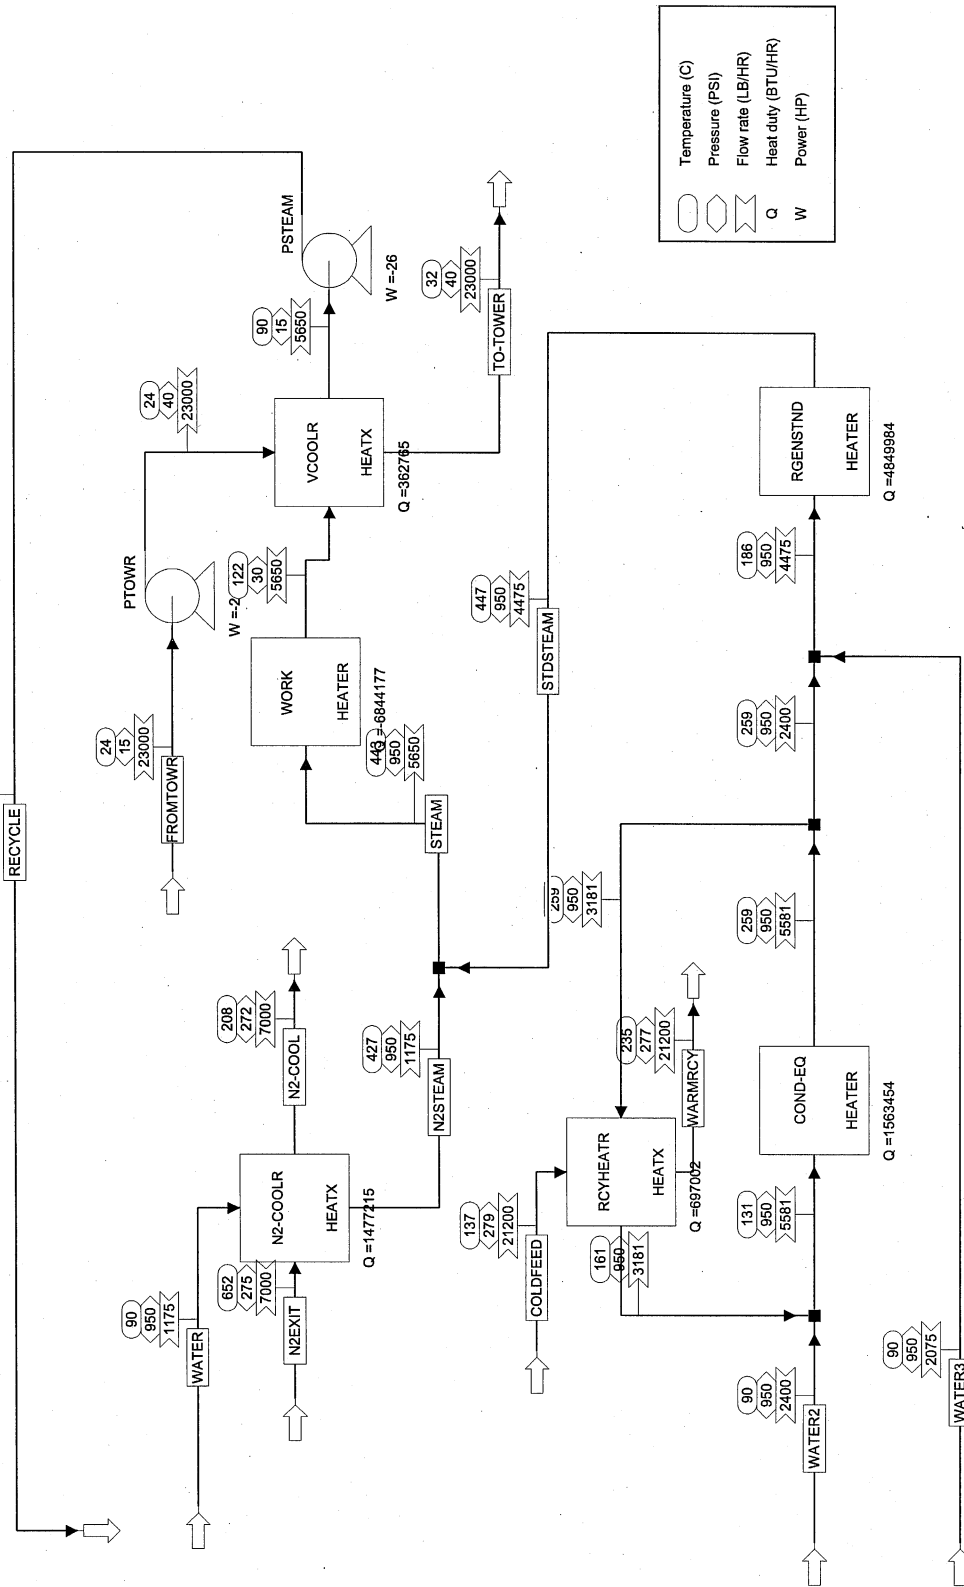 RECYCLE
FROMTOWR
24
15
23000
PTOWR
W =-2
24
40
23000
PSTEAM
W =-26
90
15
5650
VCOOLR
HEATX
Q =362765
32
40
23000
TO-TOWER
122
30
5650
WORK
HEATER
Q =-6844177
950
5650
STEAM
WATER
90
950
1175
N2EXIT
652
275
7000
N2-COOLR
HEATX
Q =1477215
N2-COOL
208
272
7000
N2STEAM
427
950
1175
STDSTEAM
447
950
4475
COLDFEED
137
279
21200
RCYHEATR
HEATX
Q =697002
161
950
3181
WARMRCY
235
277
21200
259
950
3181
WATER2
90
950
2400
131
950
5581
COND-EQ
HEATER
Q =1563454
259
950
5581
259
950
2400
186
950
4475
RGENSTND
HEATER
Q =4849984
WATER3
90
950
2075
Temperature (C)
Pressure (PSI)
Flow rate (LB/HR)
Q Heat duty (BTU/HR)
W Power (HP)